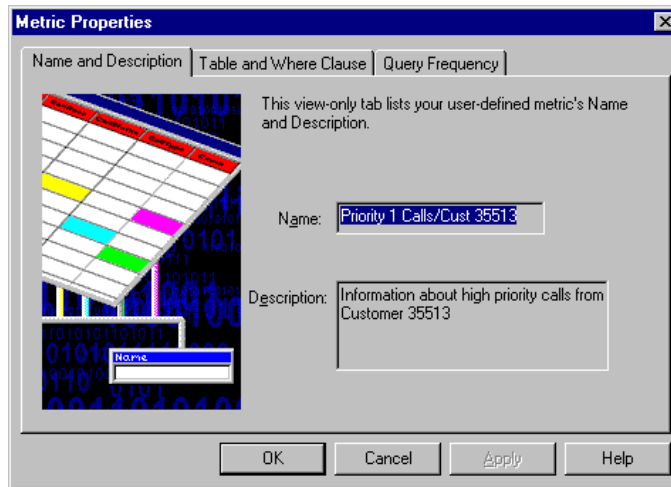 Metric Properties
Name and Description
Table and Where Clause
Query Frequency
This view-only tab lists your user-defined metric's Name
and Description.
Name:
Priority 1 Calls/Cust 35513
Description:
Information about high priority calls from
Customer 35513
Name
OK
Cancel
Apply
Help